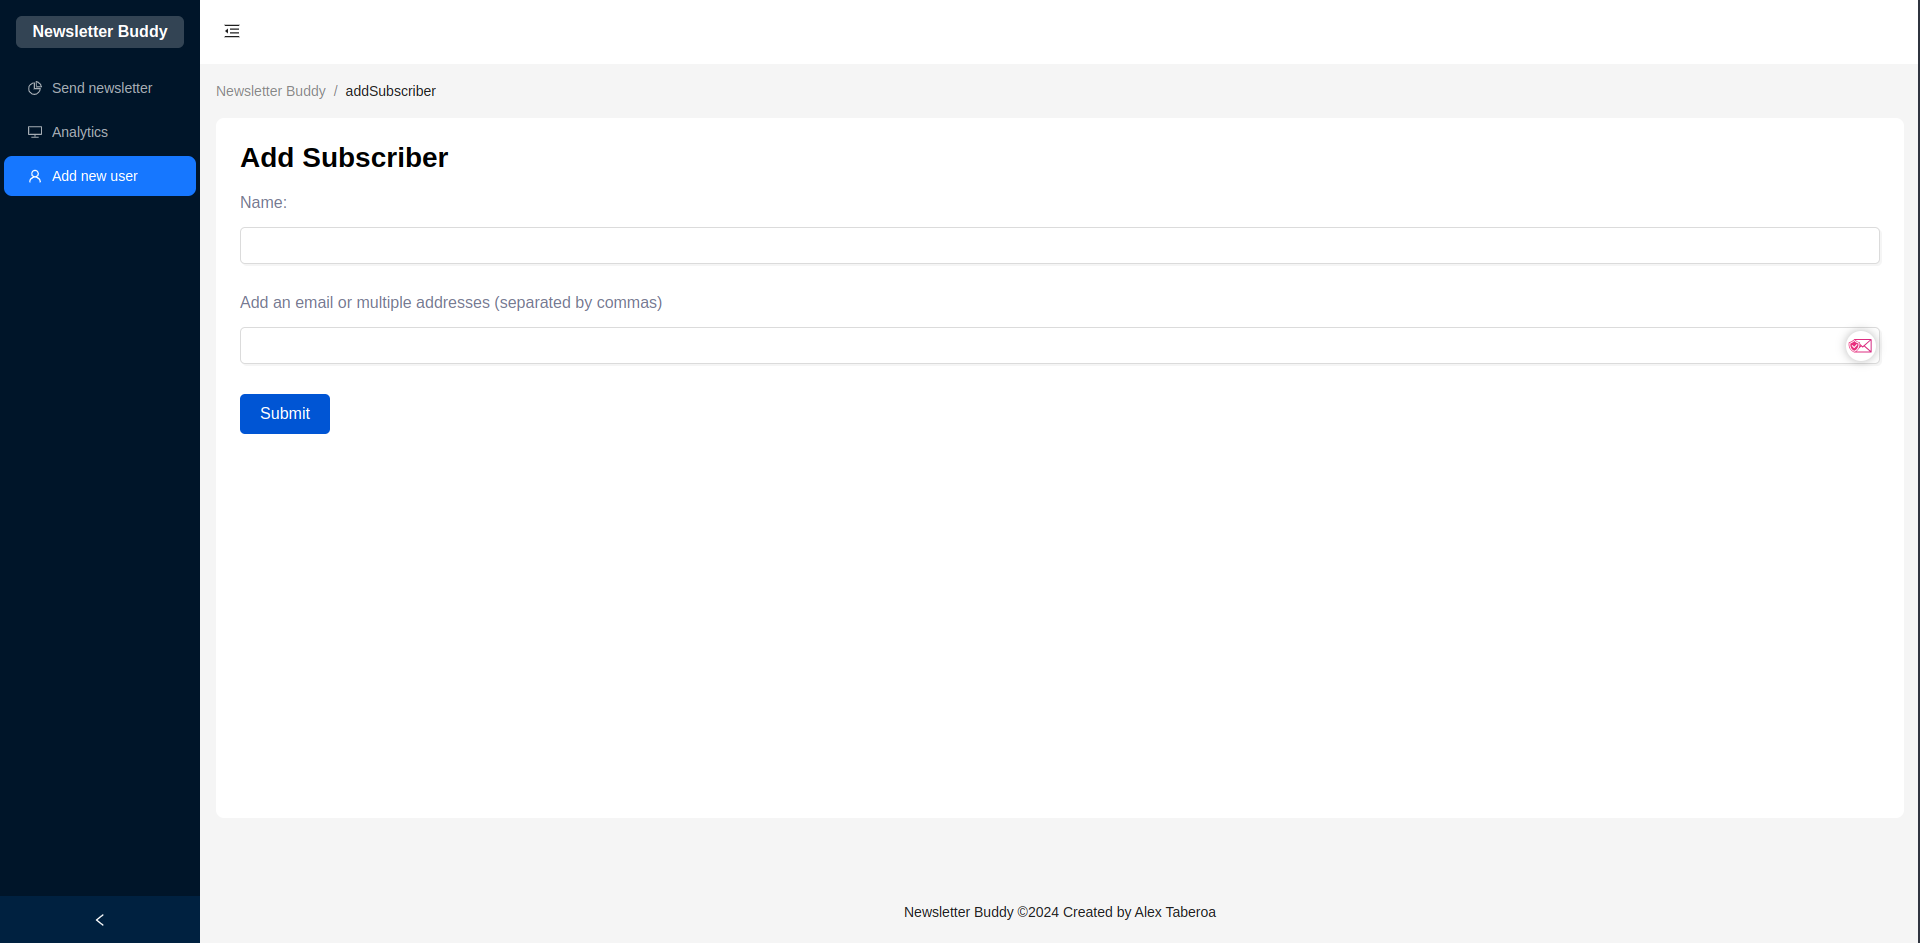 Newsletter Buddy
Send newsletter
Analytics
Add new user
Newsletter Buddy / addSubscriber
Add Subscriber
Name:
Add an email or multiple addresses (separated by commas)
Submit
Newsletter Buddy ©2024 Created by Alex Taberoa